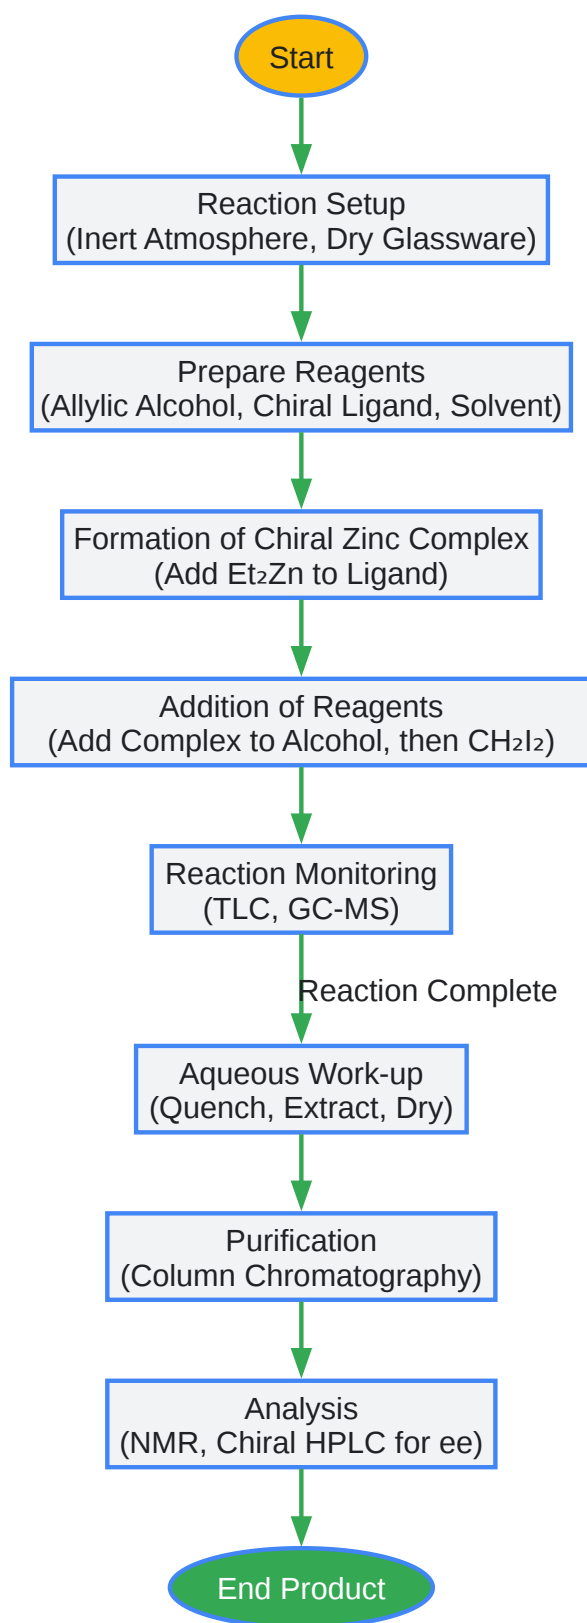 Start
Reaction Setup
(Inert Atmosphere, Dry Glassware)
Prepare Reagents
(Allylic Alcohol, Chiral Ligand, Solvent)
Formation of Chiral Zinc Complex
(Add Et₂Zn to Ligand)
Addition of Reagents
(Add Complex to Alcohol, then CH₂I₂)
Reaction Monitoring
(TLC, GC-MS)
Reaction Complete
Aqueous Work-up
(Quench, Extract, Dry)
Purification
(Column Chromatography)
Analysis
(NMR, Chiral HPLC for ee)
End Product